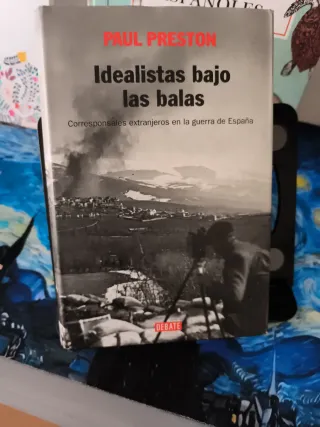 PAUL PRESTON
Idealistas bajo
las balas
Corresponsales extranjeros en la guerra de España
DEBATE